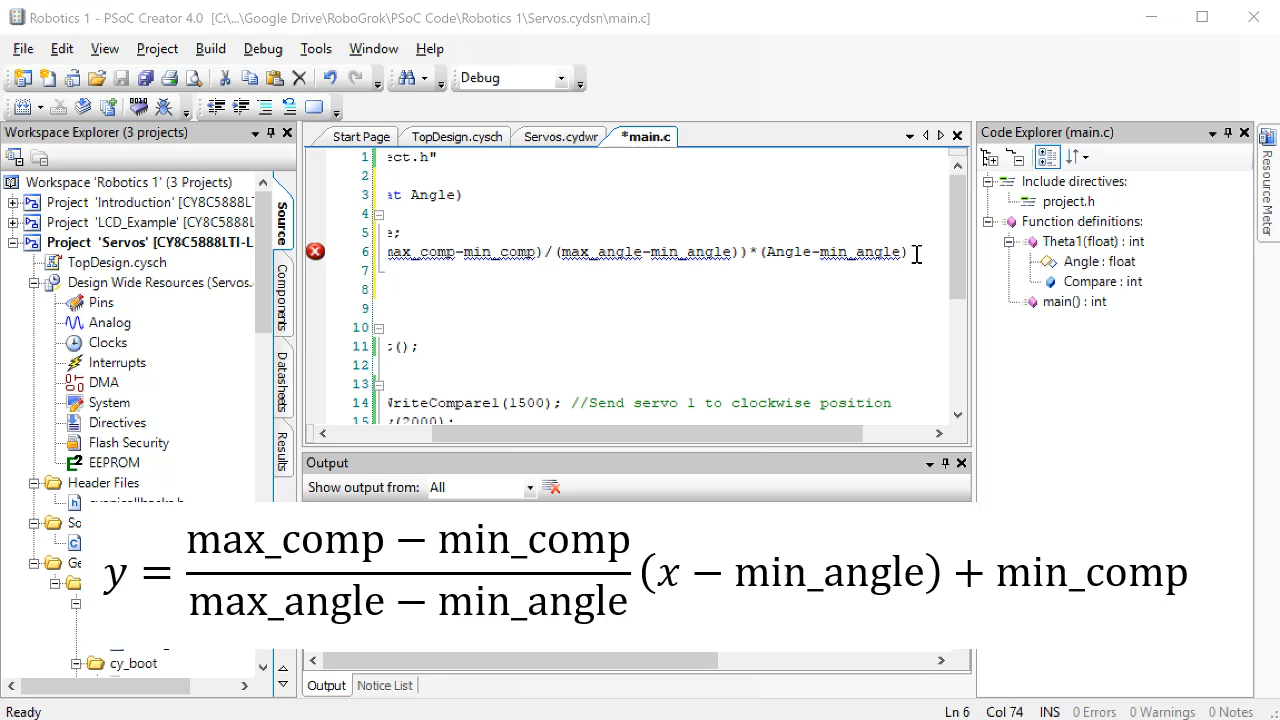 Robotics 1 - PSoC Creator 4.0 [C:\...\Google Drive\RoboGrok\PSoC Code\Robotics 1\Servos.cydsn\main.c]
File Edit View Project Build Debug Tools Window Help
Debug
Workspace Explorer (3 projects)
Workspace 'Robotics 1' (3 Projects)
Project 'Introduction' [CY8C5888L
Project 'LCD_Example' [CY8C5888L
Project 'Servos' [CY8C5888LTI-L
TopDesign.cysch
Design Wide Resources (Servos.
Pins
Analog
Clocks
Interrupts
DMA
System
Directives
Flash Security
EEPROM
Header Files
So
Ge
cy_boot
Source
Components
Datasheets
Results
Start Page TopDesign.cysch Servos.cydwr *main.c
1 ect.h"
2
3 at Angle)
4
5 e;
6 max_comp-min_comp)/(max_angle-min_angle))*(Angle-min_angle)
7
8
9
10
11 ();
12
13
14 WriteCompare1(1500); //Send servo 1 to clockwise position
15 (2000);
Output
Show output from: All
y = max_comp − min_comp / max_angle − min_angle (x − min_angle) + min_comp
Output Notice List
Code Explorer (main.c)
Include directives:
project.h
Function definitions:
Theta1(float) : int
Angle : float
Compare : int
main() : int
Resource Meter
Ready Ln 6 Col 74 INS 0 Errors 0 Warnings 0 Notes